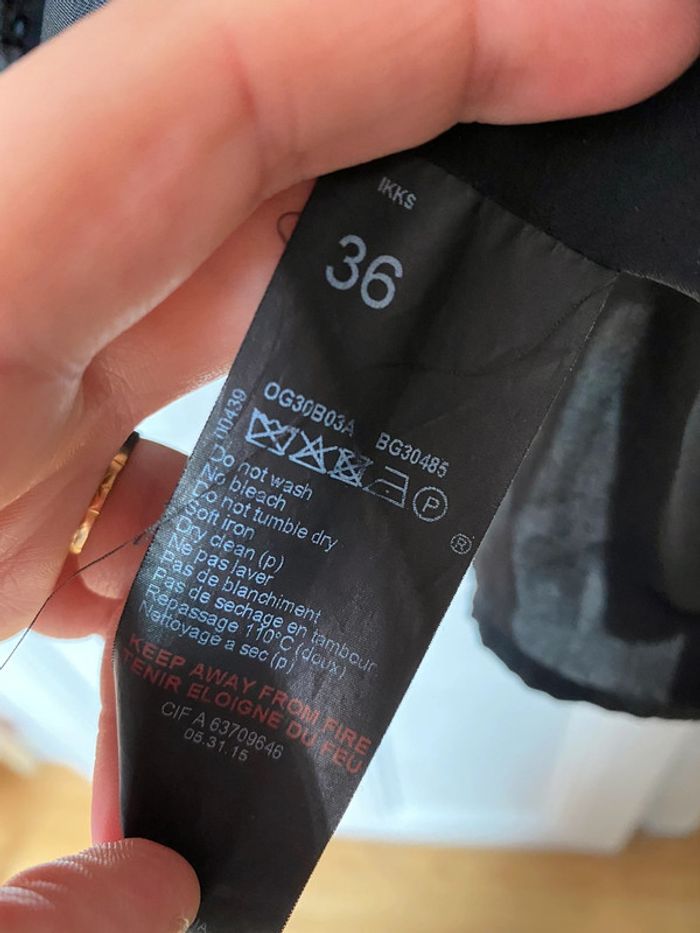 IKKS
36
00439
OG30B03A BG30485
P
Do not wash
No bleach
Do not tumble dry
Soft iron
Dry clean (p)
Ne pas laver
Pas de blanchiment
Pas de sechage en tambour
Repassage 110°C (doux)
Nettoyage a sec (p)
®
KEEP AWAY FROM FIRE
TENIR ELOIGNE DU FEU
CIF A 63709646
05.31.15